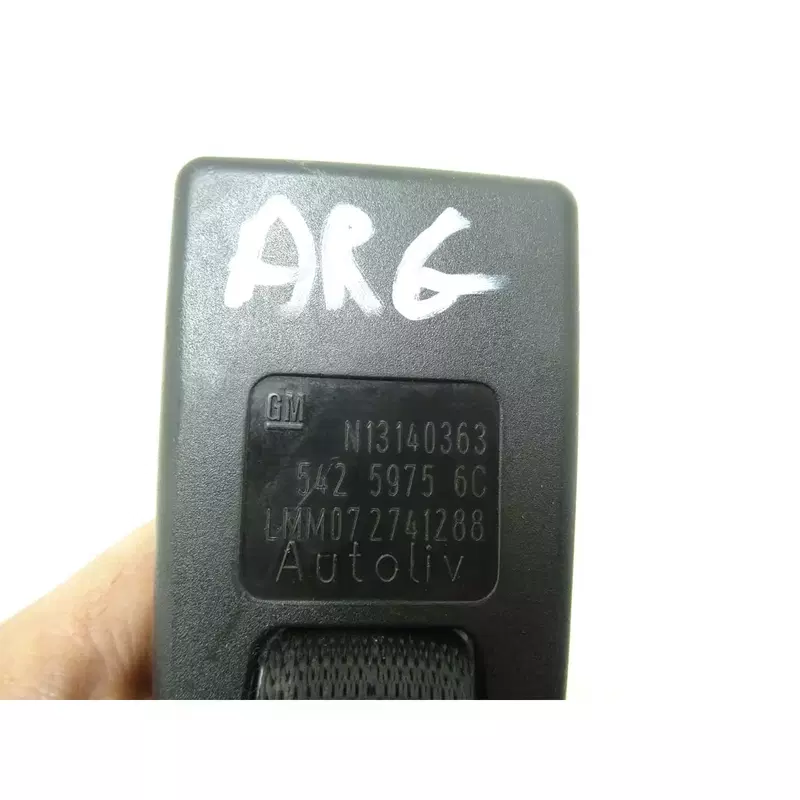 ARG
GM
N13140363
542 5975 6C
LMM072741288
Autoliv